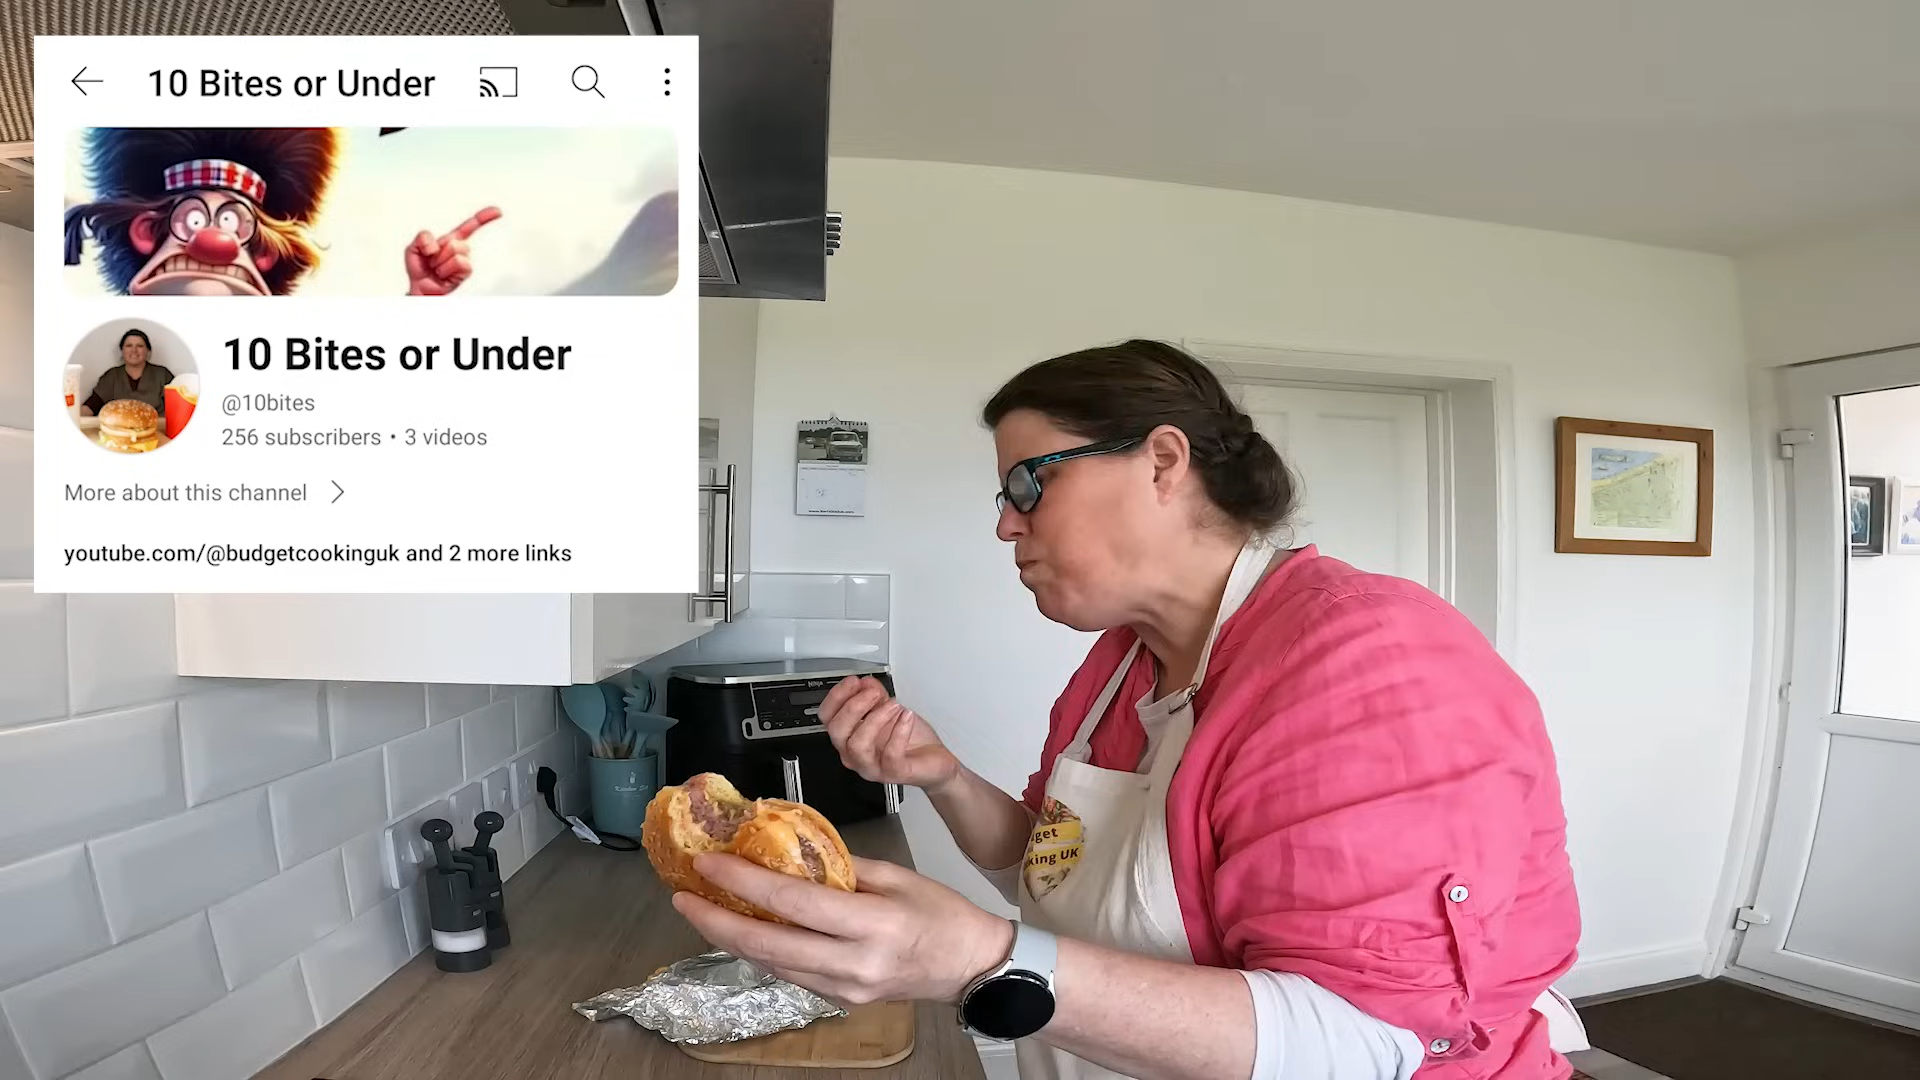 10 Bites or Under
10 Bites or Under
@10bites
256 subscribers • 3 videos
More about this channel
youtube.com/@budgetcookinguk and 2 more links
NINJA
get
king UK